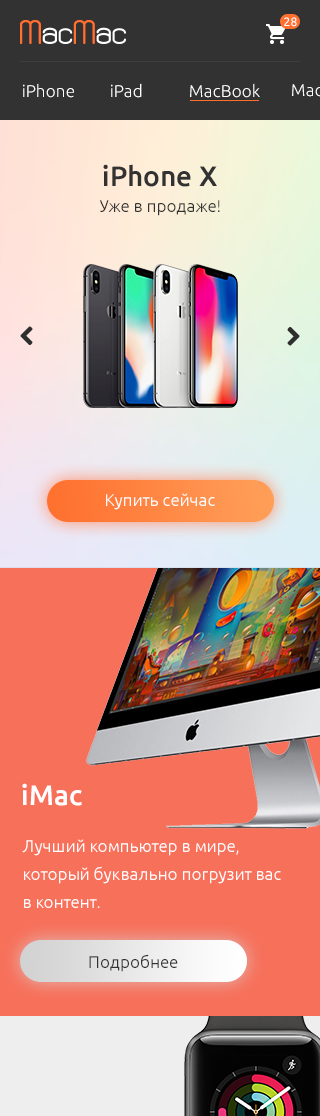 MacMac
28
iPhone iPad MacBook Mac
iPhone X
Уже в продаже!
Купить сейчас
iMac
Лучший компьютер в мире,
который буквально погрузит вас
в контент.
Подробнее